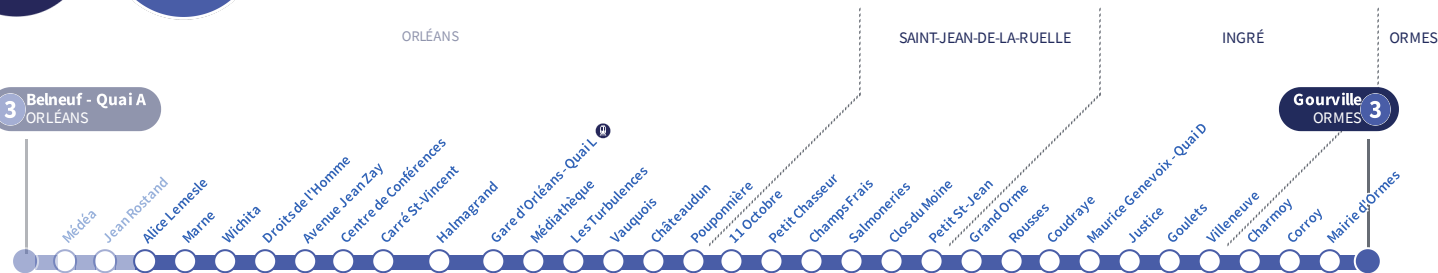 ORLÉANS
SAINT-JEAN-DE-LA-RUELLE
INGRÉ
ORMES
3
Belneuf - Quai A
ORLÉANS
Gourville
ORMES
3
Médéa
Jean Rostand
Alice Lemesle
Marne
Wichita
Droits de l'Homme
Avenue Jean Zay
Centre de Conférences
Carré St-Vincent
Halmagrand
Gare d'Orléans - Quai L
Médiathèque
Les Turbulences
Vauquois
Châteaudun
Pouponnière
11 Octobre
Petit Chasseur
Champs Frais
Salmoneries
Clos du Moine
Petit St-Jean
Grand Orme
Rousses
Coudraye
Maurice Genevoix - Quai D
Justice
Goulets
Villeneuve
Charmoy
Corroy
Mairie d'Ormes